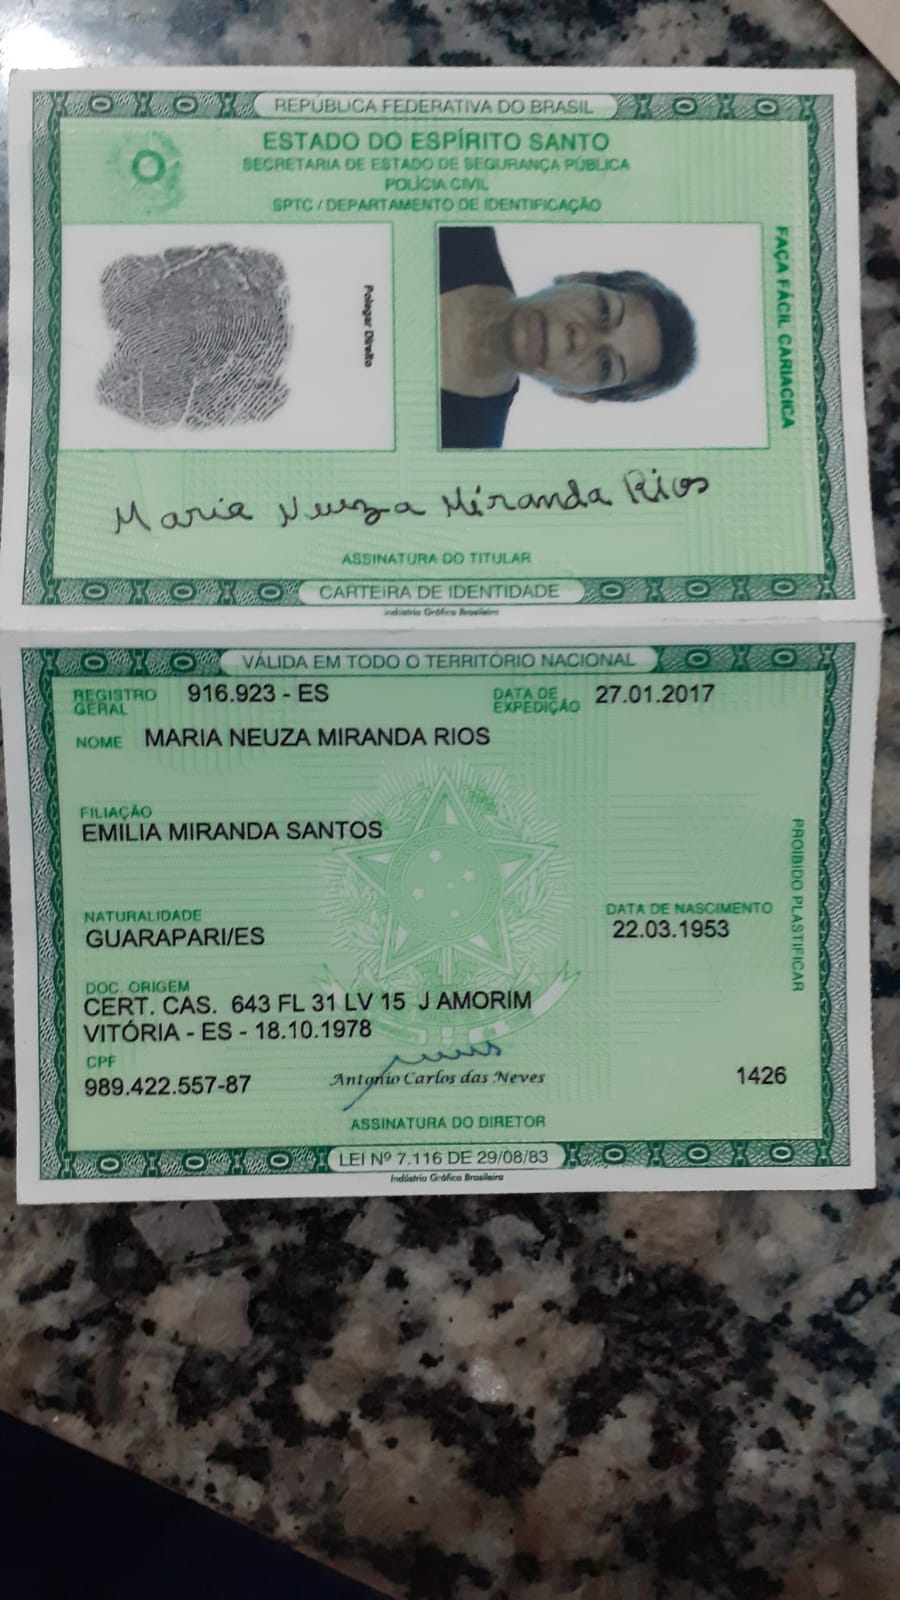 REPÚBLICA FEDERATIVA DO BRASIL
ESTADO DO ESPÍRITO SANTO
SECRETARIA DE ESTADO DE SEGURANÇA PÚBLICA
POLÍCIA CIVIL
SPTC / DEPARTAMENTO DE IDENTIFICAÇÃO
Polegar Direito
FAÇA FÁCIL CARIACICA
Maria Neuza Miranda Rios
ASSINATURA DO TITULAR
CARTEIRA DE IDENTIDADE
Indústria Gráfica Brasileira
VÁLIDA EM TODO O TERRITÓRIO NACIONAL
REGISTRO GERAL 916.923 - ES DATA DE EXPEDIÇÃO 27.01.2017
NOME MARIA NEUZA MIRANDA RIOS
FILIAÇÃO
EMILIA MIRANDA SANTOS
PROIBIDO PLASTIFICAR
NATURALIDADE DATA DE NASCIMENTO
GUARAPARI/ES 22.03.1953
DOC. ORIGEM
CERT. CAS. 643 FL 31 LV 15 J AMORIM
VITÓRIA - ES - 18.10.1978
CPF
989.422.557-87 Antonio Carlos das Neves 1426
ASSINATURA DO DIRETOR
LEI Nº 7.116 DE 29/08/83
Indústria Gráfica Brasileira